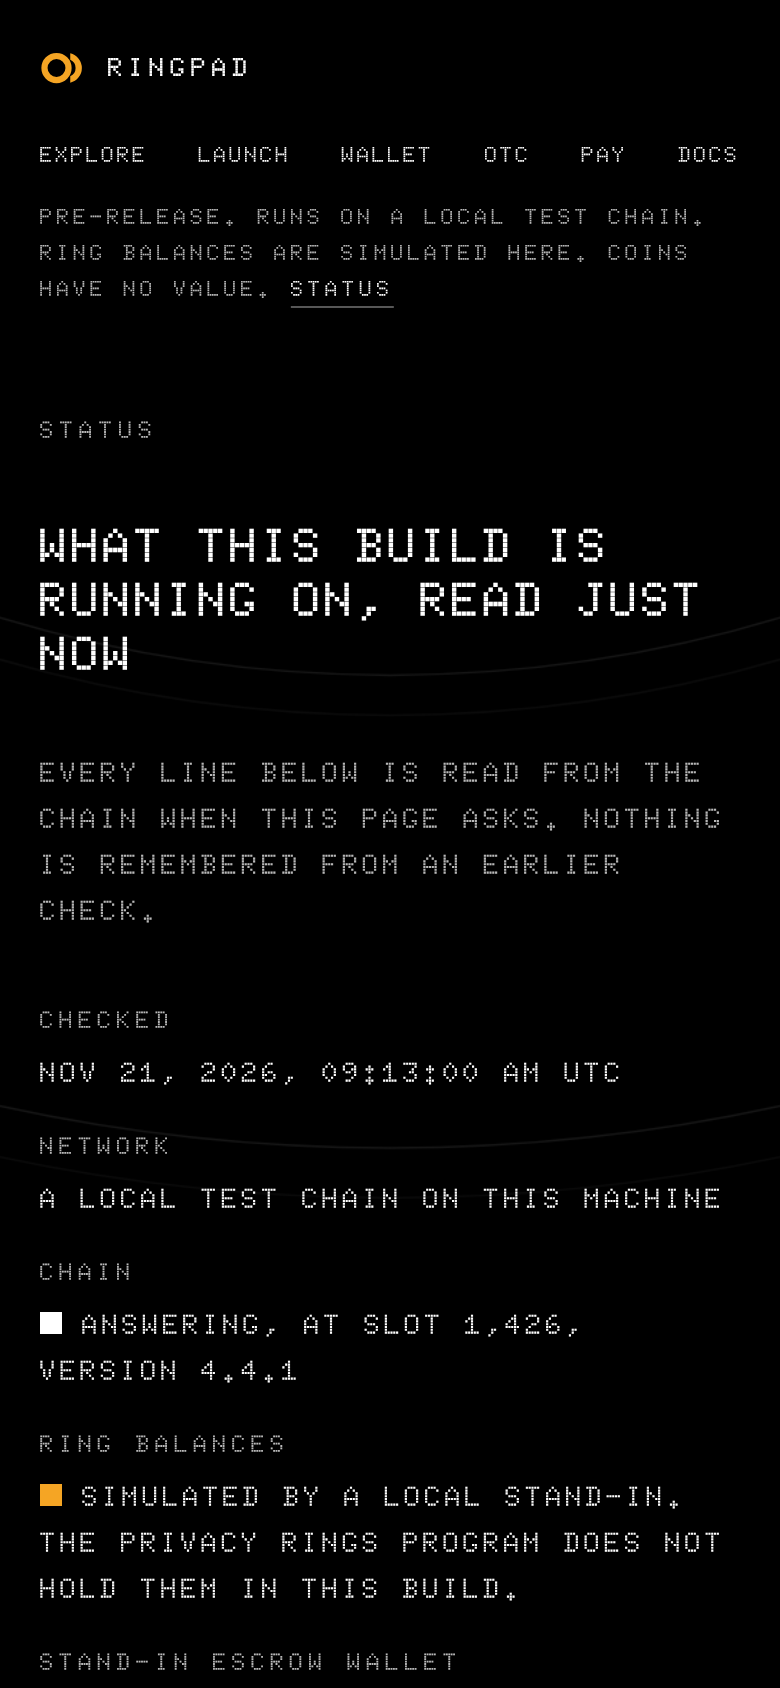 RINGPAD
EXPLORE LAUNCH WALLET OTC PAY DOCS
PRE-RELEASE. RUNS ON A LOCAL TEST CHAIN.
RING BALANCES ARE SIMULATED HERE. COINS
HAVE NO VALUE. STATUS
STATUS
WHAT THIS BUILD IS
RUNNING ON, READ JUST
NOW
EVERY LINE BELOW IS READ FROM THE
CHAIN WHEN THIS PAGE ASKS. NOTHING
IS REMEMBERED FROM AN EARLIER
CHECK.
CHECKED
NOV 21, 2026, 09:13:00 AM UTC
NETWORK
A LOCAL TEST CHAIN ON THIS MACHINE
CHAIN
ANSWERING, AT SLOT 1,426,
VERSION 4.4.1
RING BALANCES
SIMULATED BY A LOCAL STAND-IN.
THE PRIVACY RINGS PROGRAM DOES NOT
HOLD THEM IN THIS BUILD.
STAND-IN ESCROW WALLET